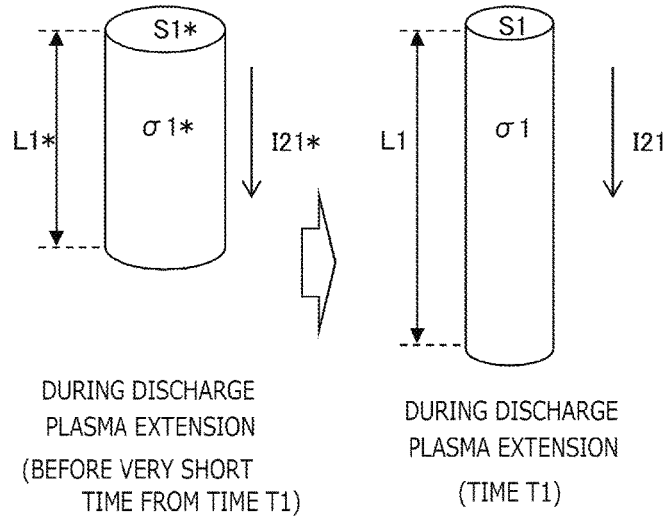 S1*
L1*
σ1*
I21*
S1
L1
σ1
I21
DURING DISCHARGE
PLASMA EXTENSION
(BEFORE VERY SHORT
TIME FROM TIME T1)
DURING DISCHARGE
PLASMA EXTENSION
(TIME T1)